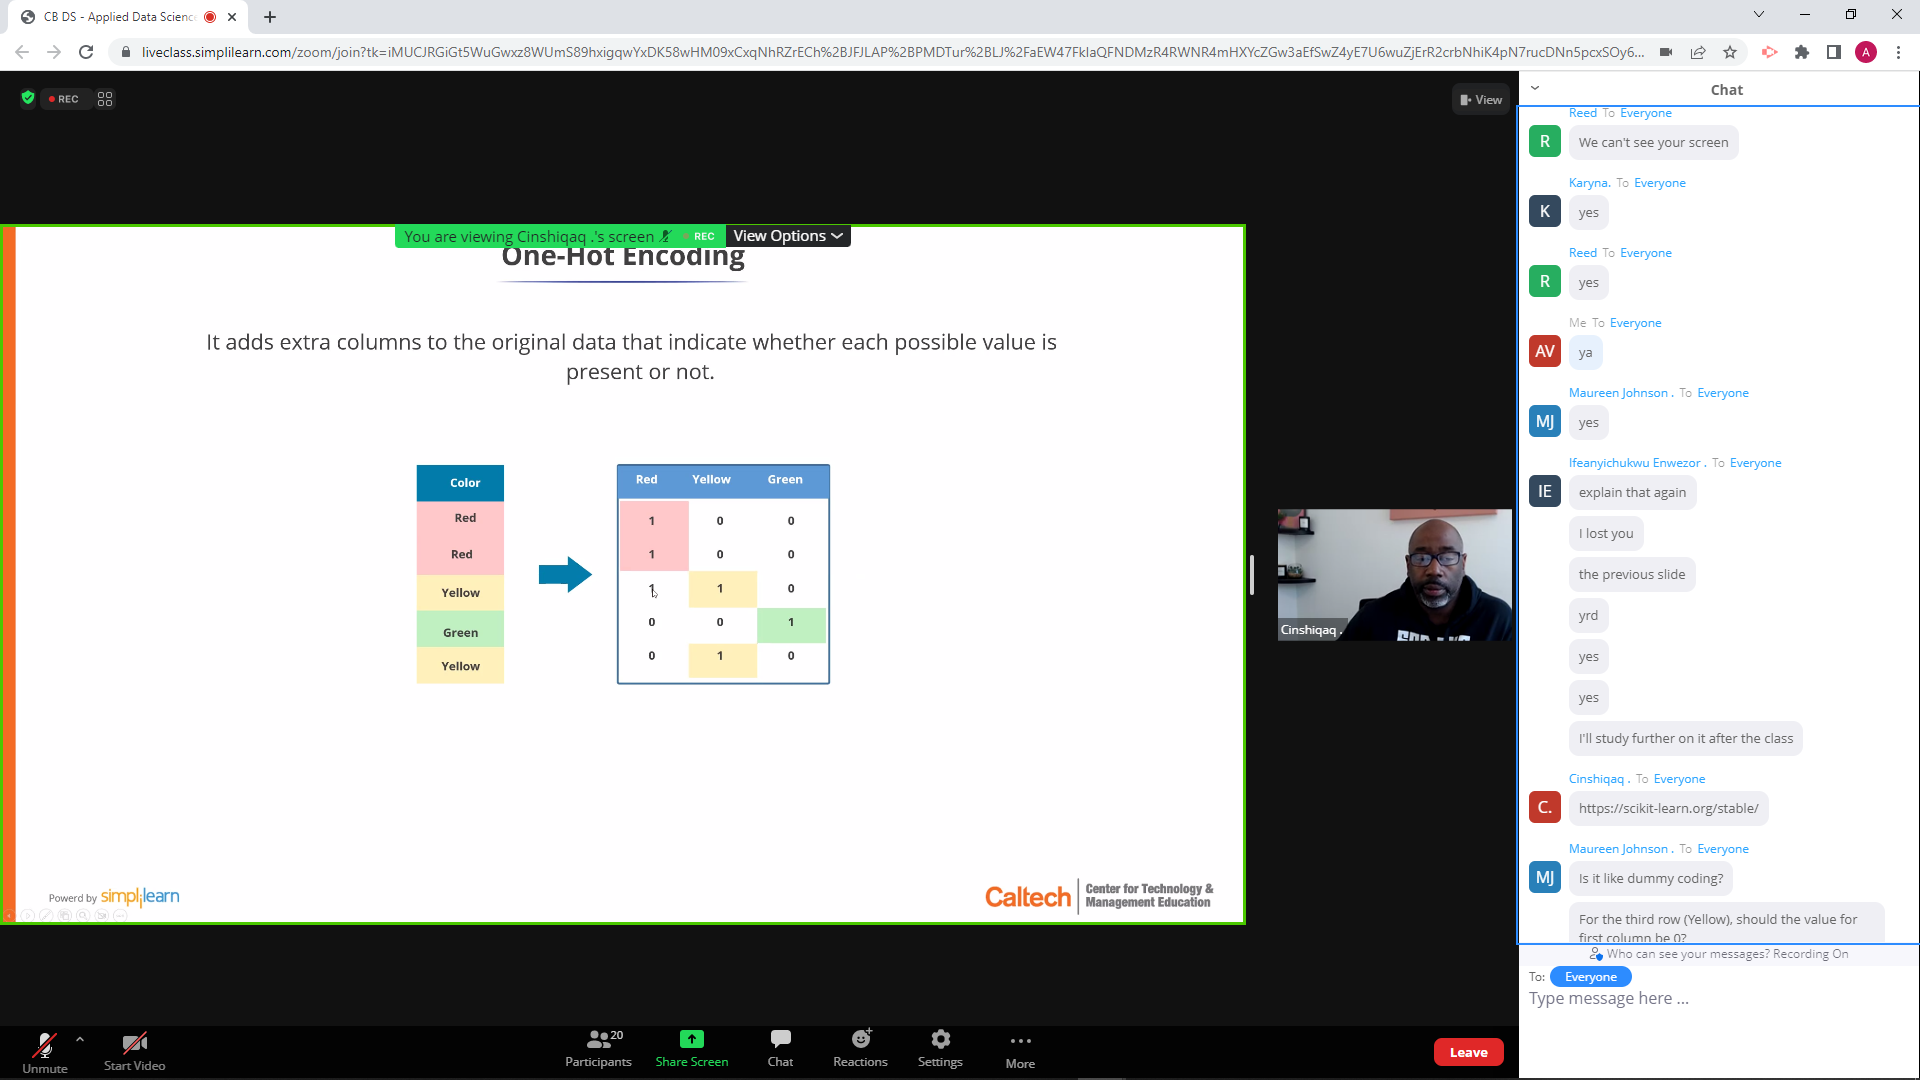 CB DS - Applied Data Scienc
liveclass.simplilearn.com/zoom/join?tk=iMUCJRGiGt5WuGwxz8WUmS89hxigqwYxDK58wHM09xCxqNhRZrECh%2BJFJLAP%2BPMDTur%2BLJ%2FaEW47FklaQFNDMzR4RWNR4mHXYcZGw3aEfSwZ4yE7U6wuZjErR2crbNhiK4pN7rucDNn5pcxSOy6...
A
REC
View
You are viewing Cinshiqaq .'s screen
REC
View Options
One-Hot Encoding
It adds extra columns to the original data that indicate whether each possible value is
present or not.
Color
Red
Red
Yellow
Green
Yellow
Red Yellow Green
1 0 0
1 0 0
1 1 0
0 0 1
0 1 0
Powered by simplilearn
Caltech
Center for Technology &
Management Education
Cinshiqaq .
Chat
Reed To Everyone
R
We can't see your screen
Karyna. To Everyone
K
yes
Reed To Everyone
R
yes
Me To Everyone
AV
ya
Maureen Johnson . To Everyone
MJ
yes
Ifeanyichukwu Enwezor . To Everyone
IE
explain that again
I lost you
the previous slide
yrd
yes
yes
I'll study further on it after the class
Cinshiqaq . To Everyone
C.
https://scikit-learn.org/stable/
Maureen Johnson . To Everyone
MJ
Is it like dummy coding?
For the third row (Yellow), should the value for
first column be 0?
Who can see your messages? Recording On
To: Everyone
Type message here ...
Unmute
Start Video
20
Participants
Share Screen
Chat
Reactions
Settings
More
Leave